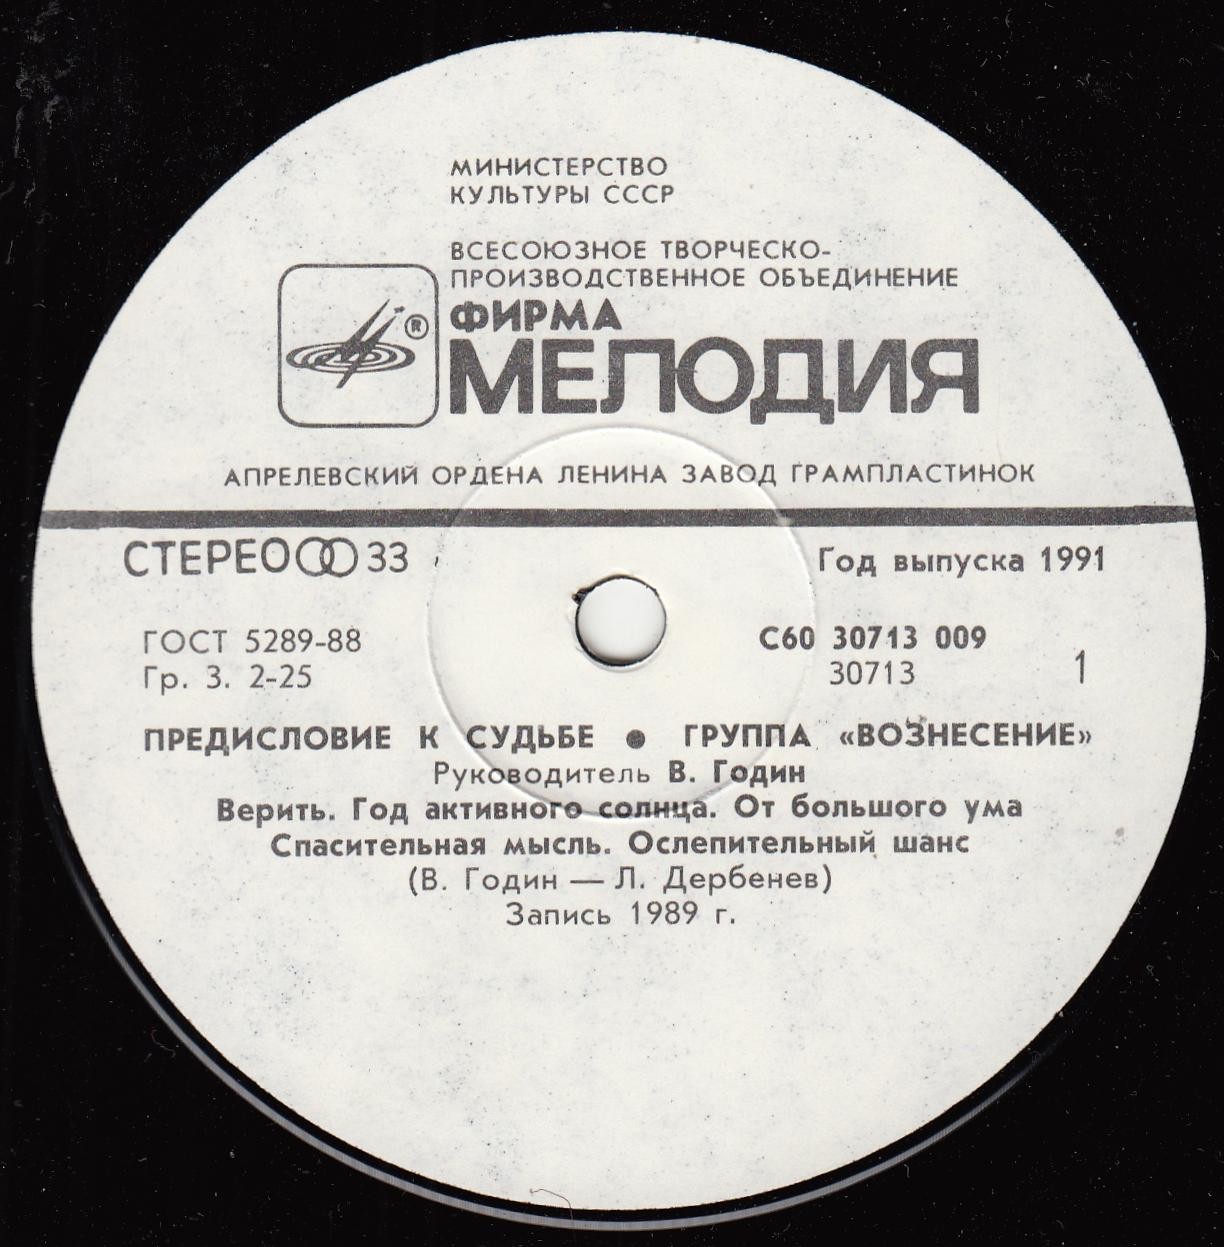 МИНИСТЕРСТВО
КУЛЬТУРЫ СССР
ВСЕСОЮЗНОЕ ТВОРЧЕСКО-
ПРОИЗВОДСТВЕННОЕ ОБЪЕДИНЕНИЕ
ФИРМА
®
МЕЛОДИЯ
АПРЕЛЕВСКИЙ ОРДЕНА ЛЕНИНА ЗАВОД ГРАМПЛАСТИНОК
СТЕРЕО 33
Год выпуска 1991
ГОСТ 5289-88
С60 30713 009
Гр. 3. 2-25
30713
1
ПРЕДИСЛОВИЕ К СУДЬБЕ ● ГРУППА «ВОЗНЕСЕНИЕ»
Руководитель В. Годин
Верить. Год активного солнца. От большого ума
Спасительная мысль. Ослепительный шанс
(В. Годин — Л. Дербенев)
Запись 1989 г.